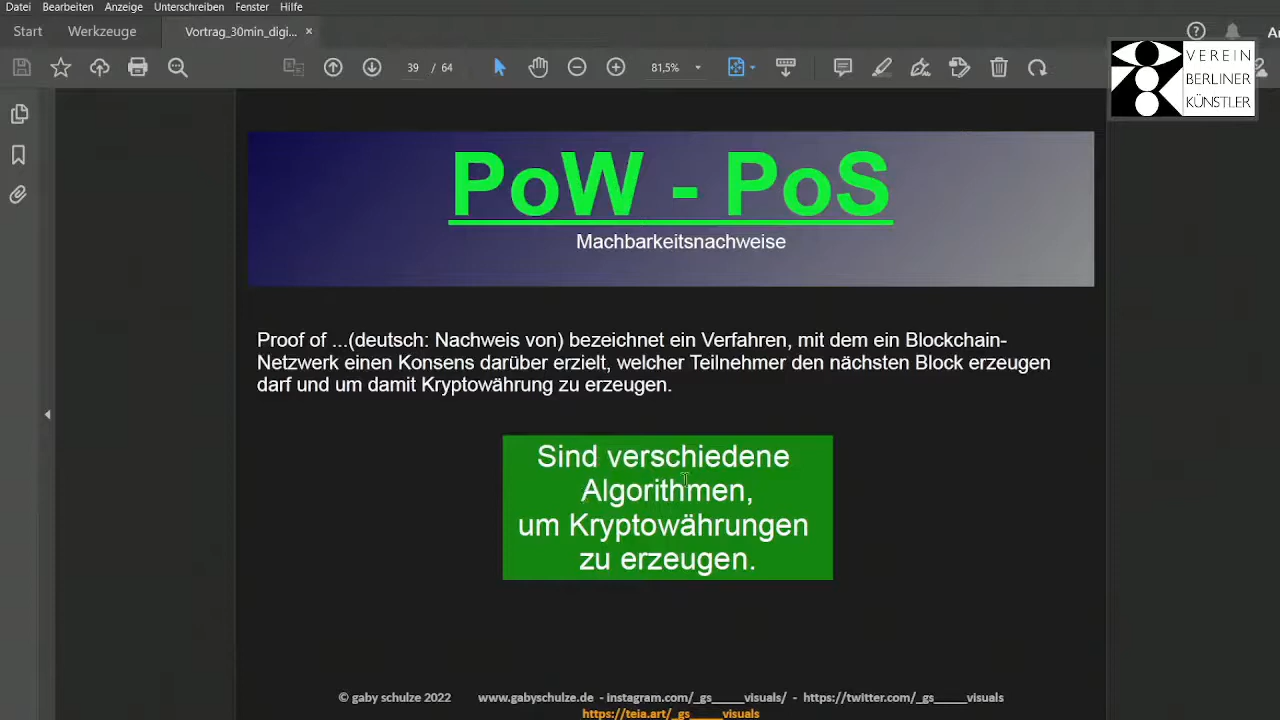 Datei Bearbeiten Anzeige Unterschreiben Fenster Hilfe
Start Werkzeuge Vortrag_30min_digi... ×
39 / 64 81,5%
VEREIN
BERLINER
KÜNSTLER
PoW - PoS
Machbarkeitsnachweise
Proof of ...(deutsch: Nachweis von) bezeichnet ein Verfahren, mit dem ein Blockchain-
Netzwerk einen Konsens darüber erzielt, welcher Teilnehmer den nächsten Block erzeugen
darf und um damit Kryptowährung zu erzeugen.
Sind verschiedene
Algorithmen,
um Kryptowährungen
zu erzeugen.
© gaby schulze 2022 www.gabyschulze.de - instagram.com/_gs_____visuals/ - https://twitter.com/_gs_____visuals
https://teia.art/_gs_____visuals